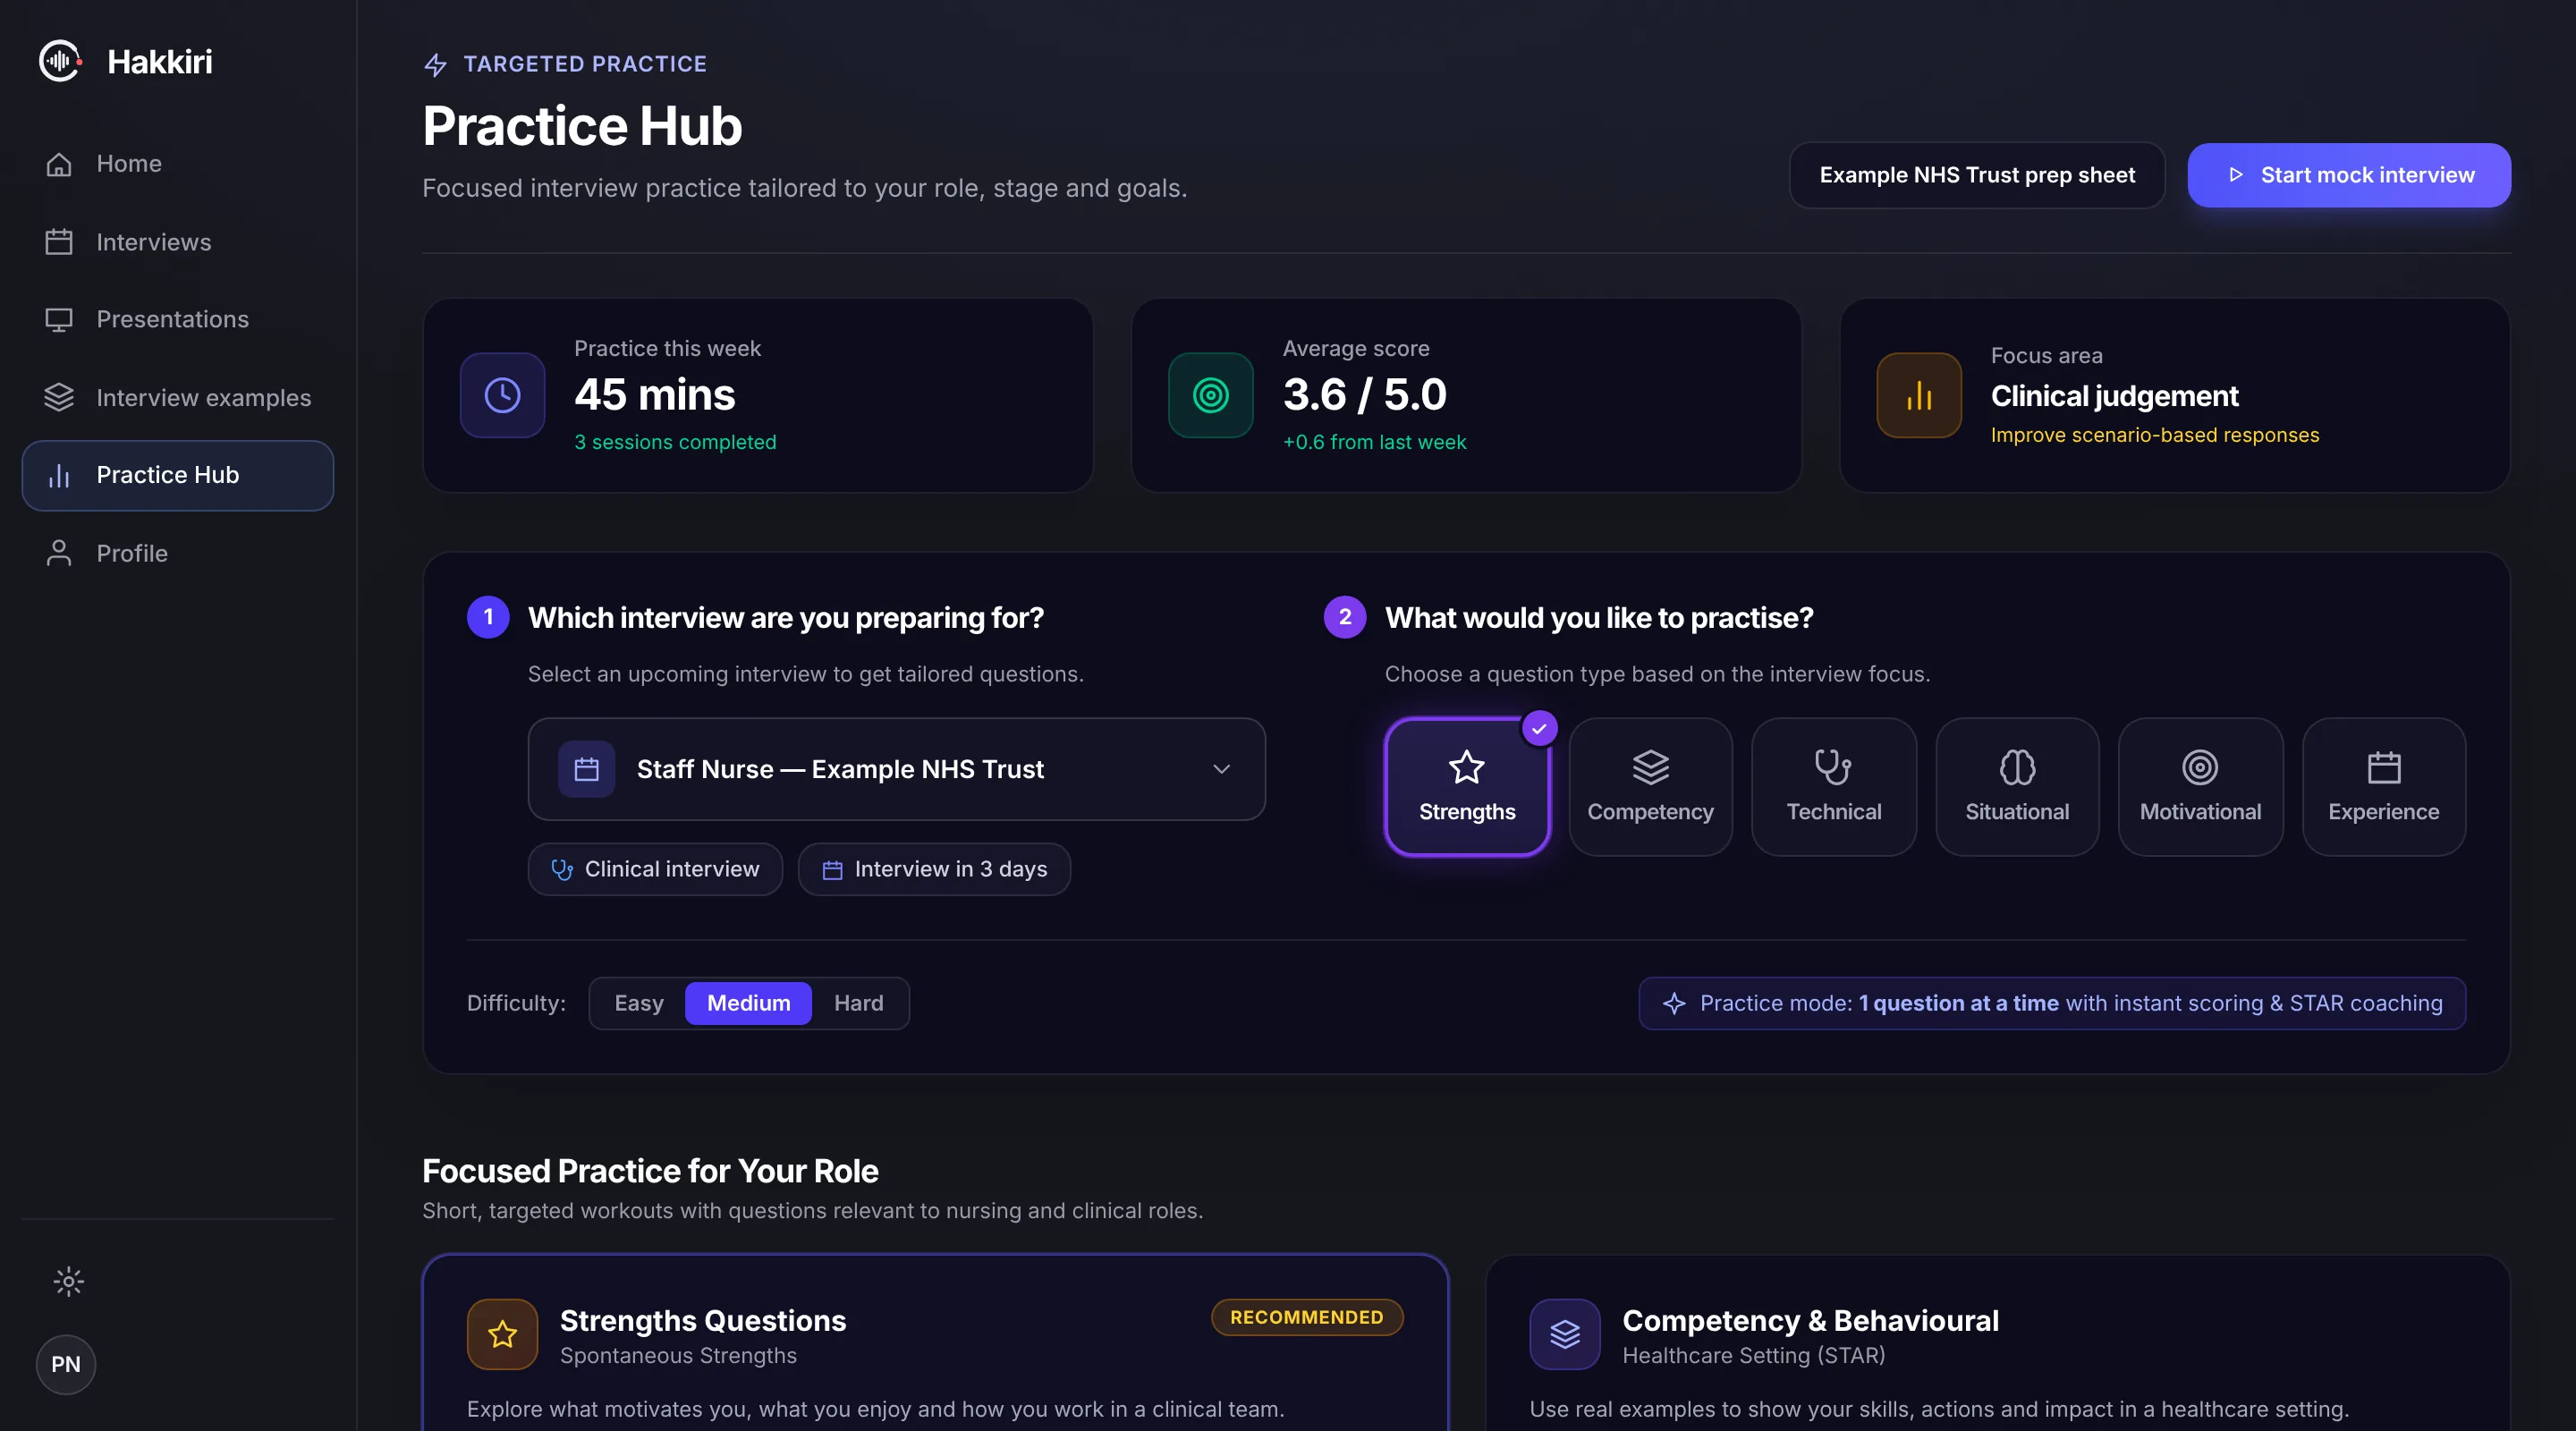 Hakkiri
Home
Interviews
Presentations
Interview examples
Practice Hub
Profile
PN
TARGETED PRACTICE
Practice Hub
Focused interview practice tailored to your role, stage and goals.
Example NHS Trust prep sheet
Start mock interview
Practice this week
45 mins
3 sessions completed
Average score
3.6 / 5.0
+0.6 from last week
Focus area
Clinical judgement
Improve scenario-based responses
1 Which interview are you preparing for?
Select an upcoming interview to get tailored questions.
Staff Nurse — Example NHS Trust
Clinical interview
Interview in 3 days
2 What would you like to practise?
Choose a question type based on the interview focus.
Strengths
Competency
Technical
Situational
Motivational
Experience
Difficulty: Easy Medium Hard
Practice mode: 1 question at a time with instant scoring & STAR coaching
Focused Practice for Your Role
Short, targeted workouts with questions relevant to nursing and clinical roles.
Strengths Questions
RECOMMENDED
Spontaneous Strengths
Explore what motivates you, what you enjoy and how you work in a clinical team.
Competency & Behavioural
Healthcare Setting (STAR)
Use real examples to show your skills, actions and impact in a healthcare setting.